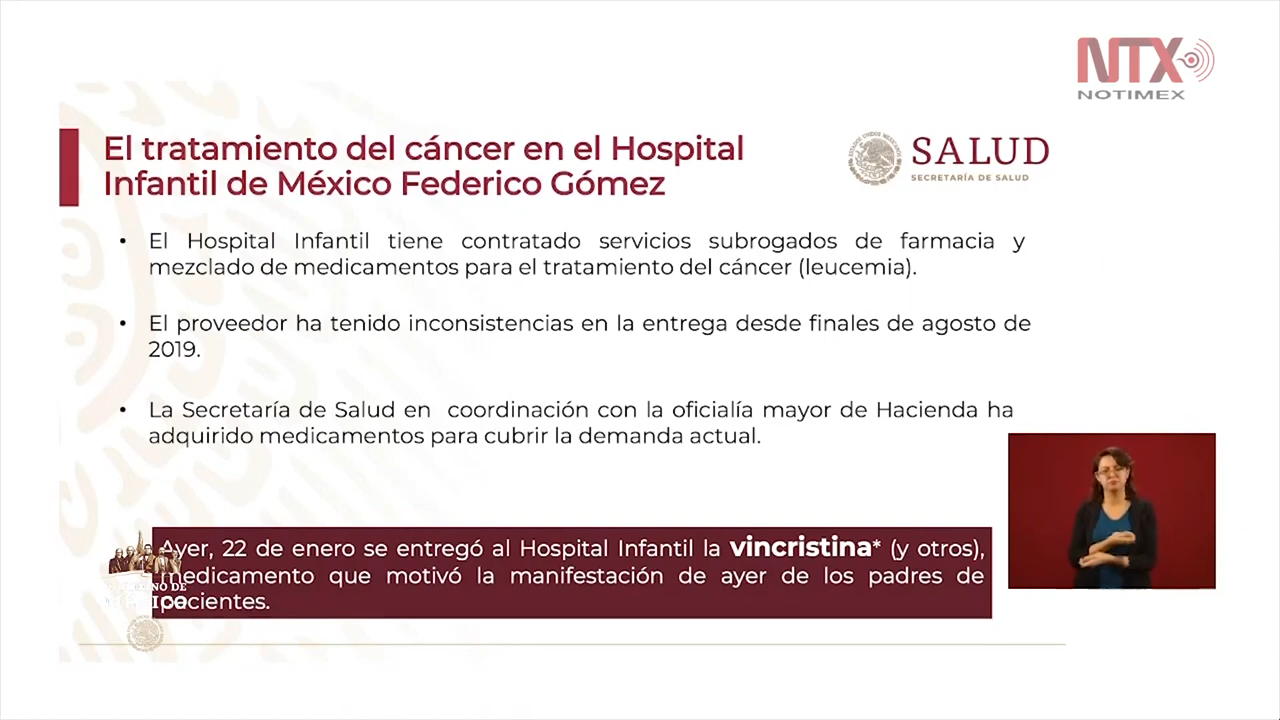 NTX
NOTIMEX
El tratamiento del cáncer en el Hospital
Infantil de México Federico Gómez
SALUD
SECRETARÍA DE SALUD
• El Hospital Infantil tiene contratado servicios subrogados de farmacia y
mezclado de medicamentos para el tratamiento del cáncer (leucemia).
• El proveedor ha tenido inconsistencias en la entrega desde finales de agosto de
2019.
• La Secretaría de Salud en coordinación con la oficialía mayor de Hacienda ha
adquirido medicamentos para cubrir la demanda actual.
Ayer, 22 de enero se entregó al Hospital Infantil la vincristina* (y otros),
medicamento que motivó la manifestación de ayer de los padres de
pacientes.